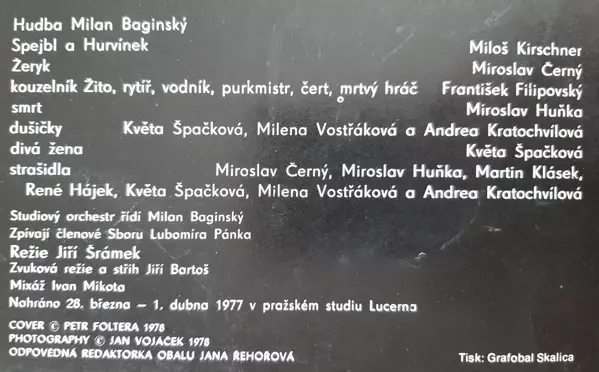 Hudba Milan Baginský
Spejbl a Hurvínek Miloš Kirschner
Žeryk Miroslav Černý
kouzelník Žito, rytíř, vodník, purkmistr, čert, mrtvý hráč František Filipovský
smrt Miroslav Huňka
dušičky Květa Špačková, Milena Vostřáková a Andrea Kratochvílová
divá žena Květa Špačková
strašidla Miroslav Černý, Miroslav Huňka, Martin Klásek,
René Hájek, Květa Špačková, Milena Vostřáková a Andrea Kratochvílová
Studiový orchestr řídí Milan Baginský
Zpívají členové Sboru Lubomíra Pánka
Režie Jiří Šrámek
Zvuková režie a střih Jiří Bartoš
Mixáž Ivan Mikota
Nahráno 28. března - 1. dubna 1977 v pražském studiu Lucerna
COVER © PETR FOLTERA 1978
PHOTOGRAPHY © JAN VOJÁČEK 1978
ODPOVĚDNÁ REDAKTORKA OBALU JANA ŘEHOŘOVÁ
Tisk: Grafobal Skalica